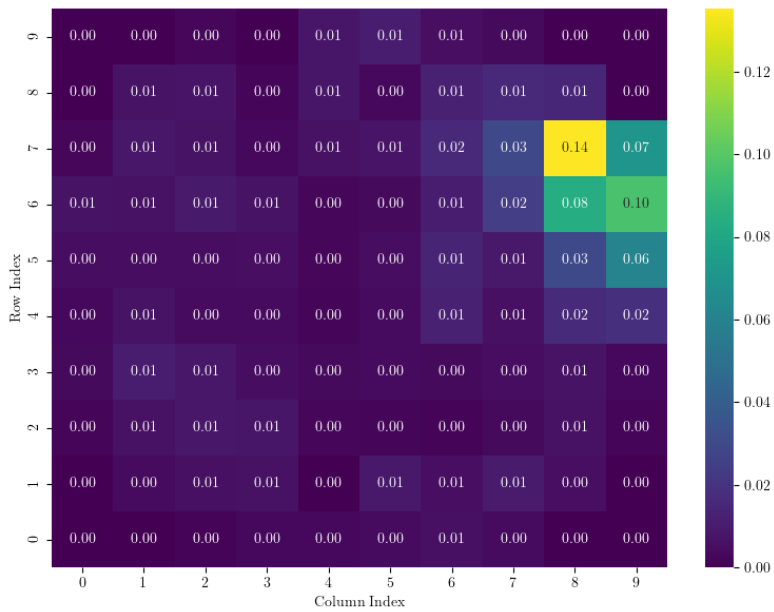 9 0.00 0.00 0.00 0.00 0.01 0.01 0.01 0.00 0.00 0.00
8 0.00 0.01 0.01 0.00 0.01 0.00 0.01 0.01 0.01 0.00
7 0.00 0.01 0.01 0.00 0.01 0.01 0.02 0.03 0.14 0.07
6 0.01 0.01 0.01 0.01 0.00 0.00 0.01 0.02 0.08 0.10
5 0.00 0.00 0.00 0.00 0.00 0.00 0.01 0.01 0.03 0.06
4 0.00 0.01 0.00 0.00 0.00 0.00 0.01 0.01 0.02 0.02
3 0.00 0.01 0.01 0.00 0.00 0.00 0.00 0.00 0.01 0.00
2 0.00 0.01 0.01 0.01 0.00 0.00 0.00 0.00 0.01 0.00
1 0.00 0.00 0.01 0.01 0.00 0.01 0.01 0.01 0.00 0.00
0 0.00 0.00 0.00 0.00 0.00 0.00 0.01 0.00 0.00 0.00
0 1 2 3 4 5 6 7 8 9
Column Index
Row Index
0.12
0.10
0.08
0.06
0.04
0.02
0.00